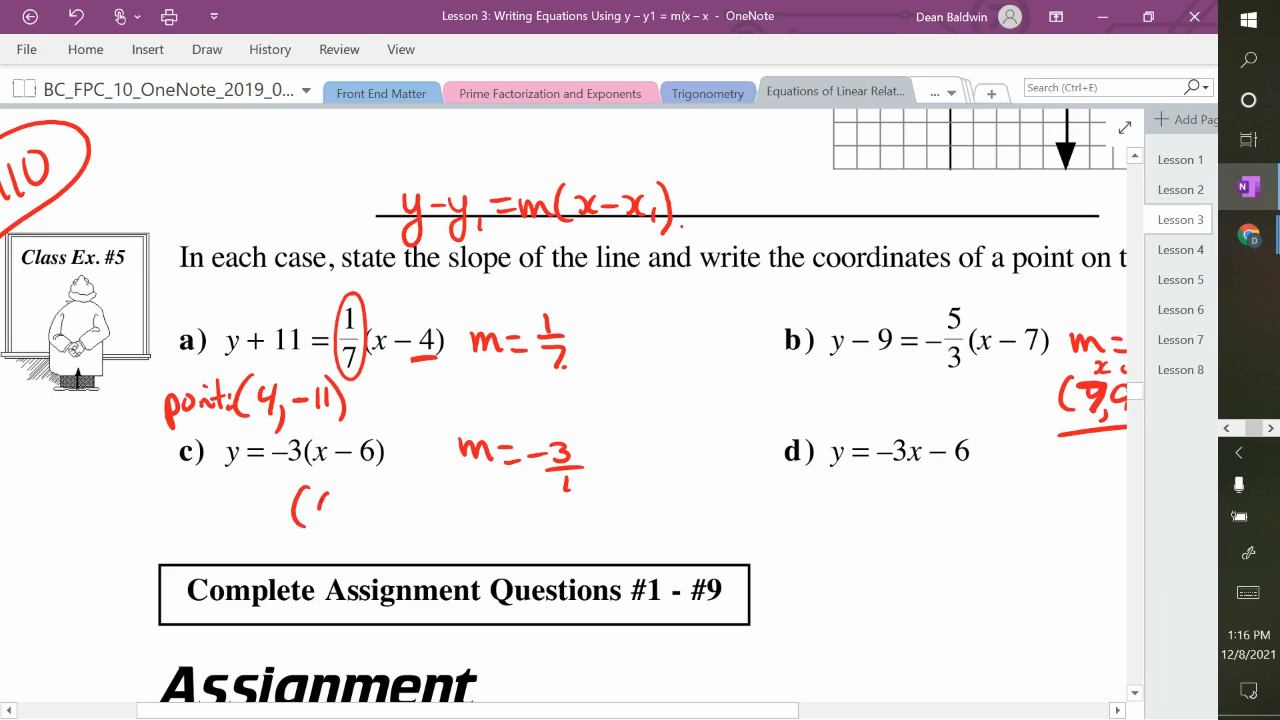 Lesson 3: Writing Equations Using y – y1 = m(x – x - OneNote
Dean Baldwin
File Home Insert Draw History Review View
BC_FPC_10_OneNote_2019_0...
Front End Matter
Prime Factorization and Exponents
Trigonometry
Equations of Linear Relat...
...
Search (Ctrl+E)
Add Pag
Lesson 1
Lesson 2
Lesson 3
Lesson 4
Lesson 5
Lesson 6
Lesson 7
Lesson 8
110
y-y₁=m(x-x₁).
Class Ex. #5
In each case, state the slope of the line and write the coordinates of a point on t
a) y + 11 = 1/7(x – 4) m = 1/7
point:(4,-11)
b) y – 9 = –5/3(x – 7) m =
x
(7,9
c) y = –3(x – 6) m = -3/1
(
d) y = –3x – 6
Complete Assignment Questions #1 - #9
Assignment
1:16 PM
12/8/2021